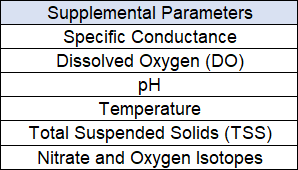 Supplemental Parameters
Specific Conductance
Dissolved Oxygen (DO)
pH
Temperature
Total Suspended Solids (TSS)
Nitrate and Oxygen Isotopes